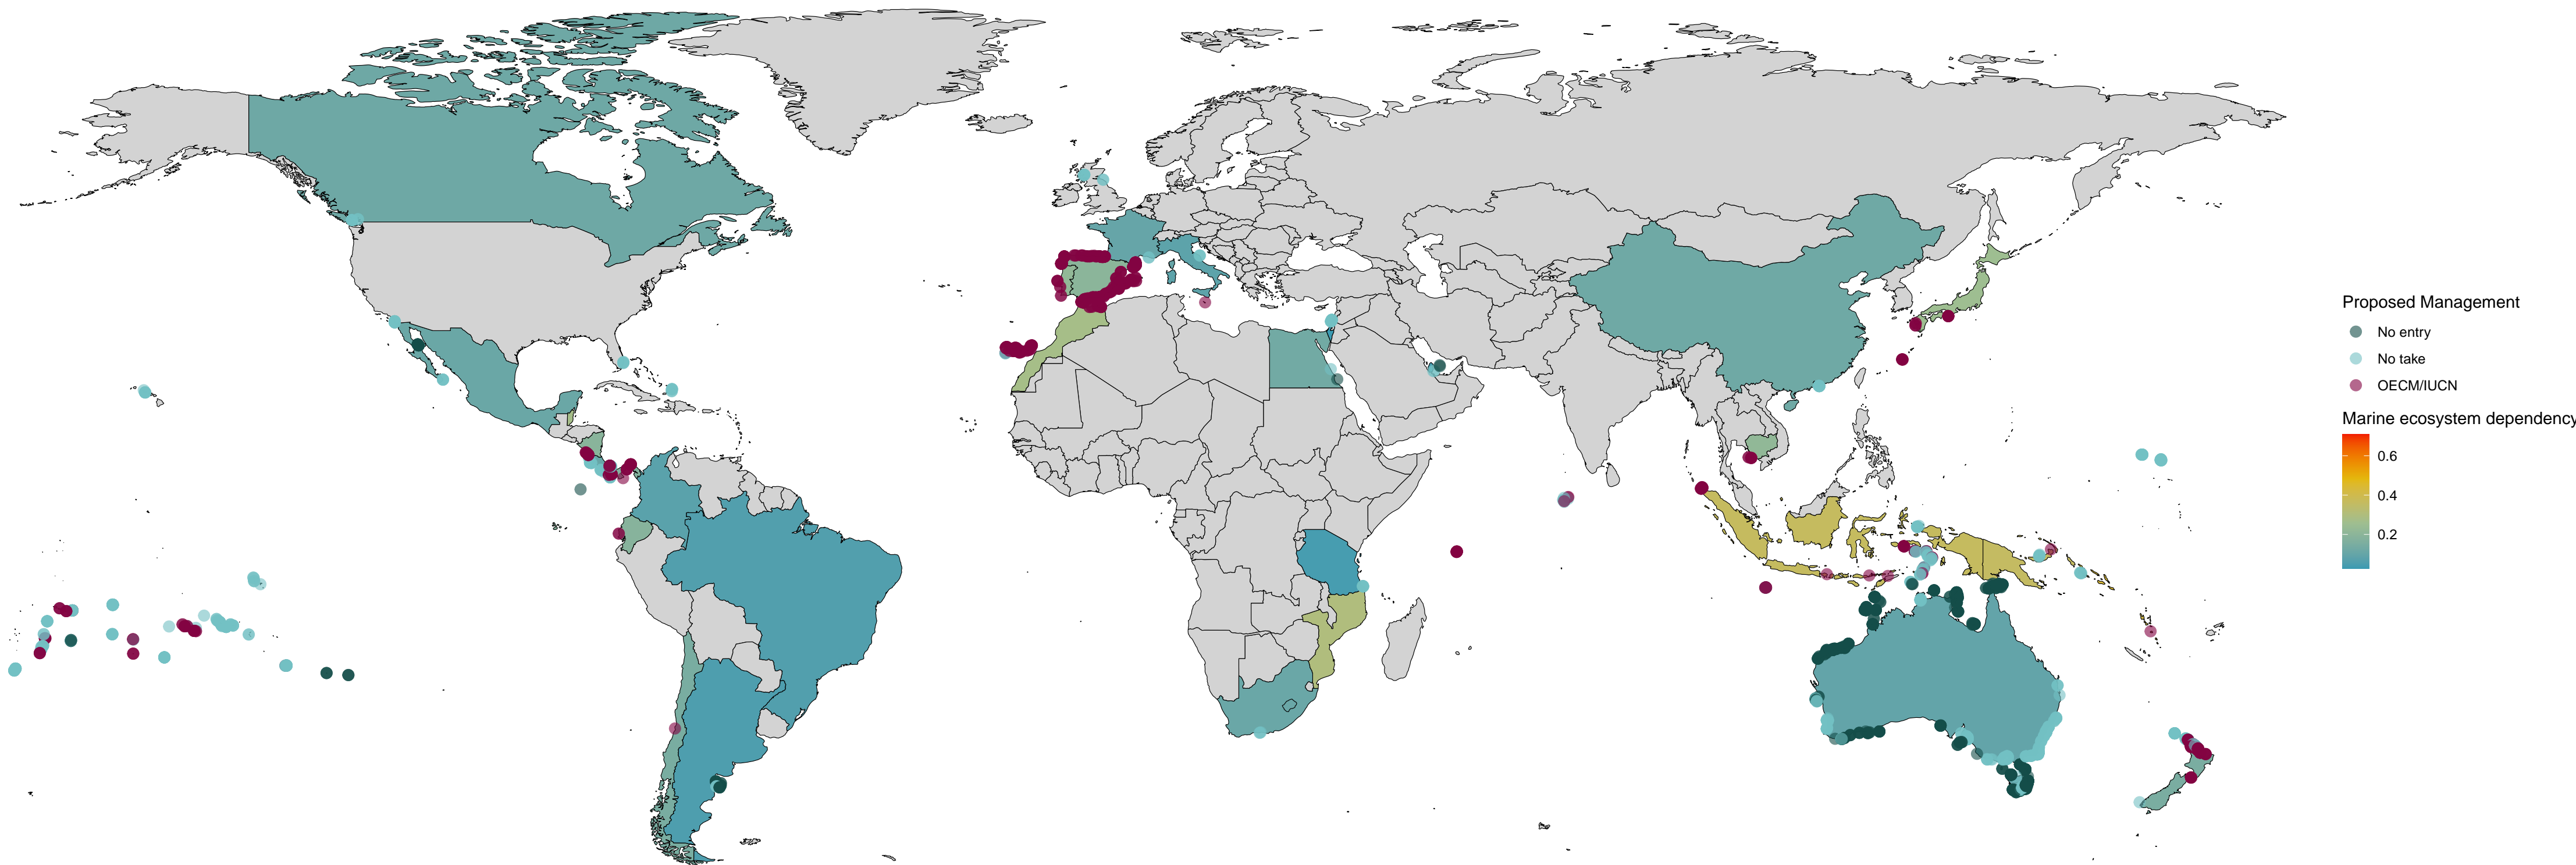 Proposed Management
No entry
No take
OECM/IUCN
Marine ecosystem dependency
0.6
0.4
0.2